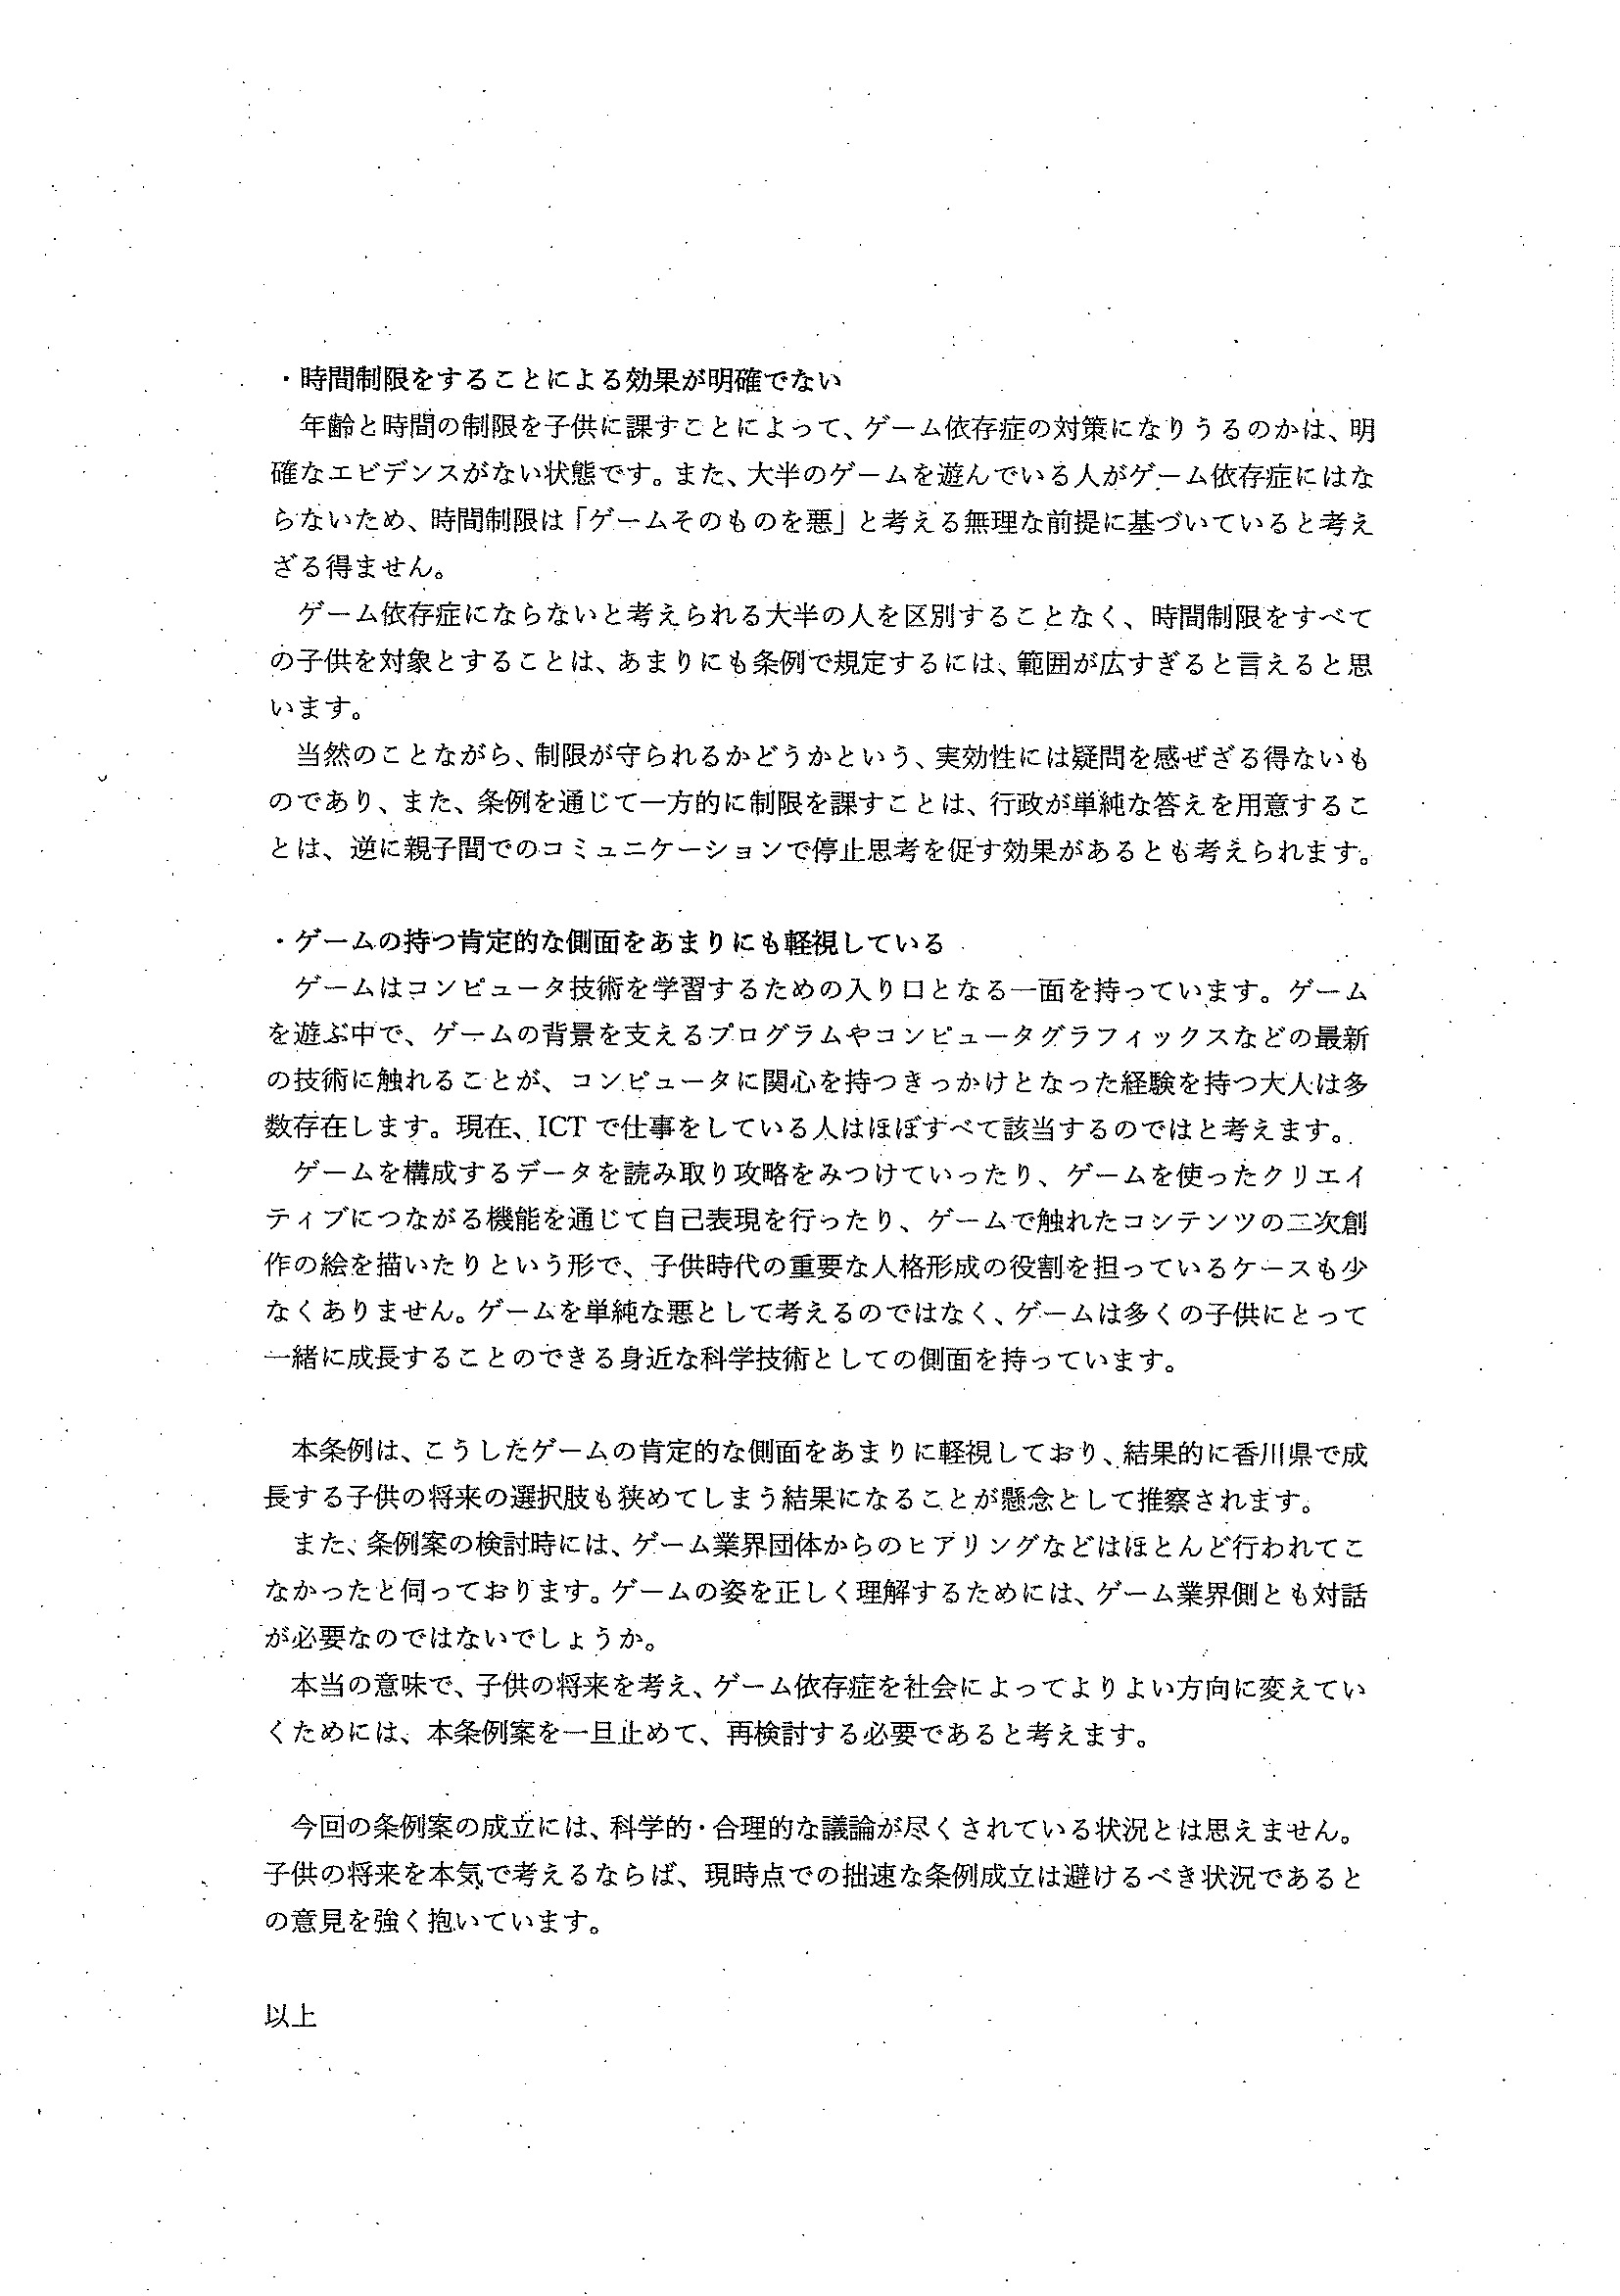 ・時間制限をすることによる効果が明確でない
年齢と時間の制限を子供に課すことによって、ゲーム依存症の対策になりうるのかは、明
確なエビデンスがない状態です。また、大半のゲームを遊んでいる人がゲーム依存症にはな
らないため、時間制限は「ゲームそのものを悪」と考える無理な前提に基づいていると考え
ざる得ません。
ゲーム依存症にならないと考えられる大半の人を区別することなく、時間制限をすべて
の子供を対象とすることは、あまりにも条例で規定するには、範囲が広すぎると言えると思
います。
当然のことながら、制限が守られるかどうかという、実効性には疑問を感ぜざる得ないも
のであり、また、条例を通じて一方的に制限を課すことは、行政が単純な答えを用意するこ
とは、逆に親子間でのコミュニケーションで停止思考を促す効果があるとも考えられます。
・ゲームの持つ肯定的な側面をあまりにも軽視している
ゲームはコンピュータ技術を学習するための入り口となる一面を持っています。ゲーム
を遊ぶ中で、ゲームの背景を支えるプログラムやコンピュータグラフィックスなどの最新
の技術に触れることが、コンピュータに関心を持つきっかけとなった経験を持つ大人は多
数存在します。現在、ICTで仕事をしている人はほぼすべて該当するのではと考えます。
ゲームを構成するデータを読み取り攻略をみつけていったり、ゲームを使ったクリエイ
ティブにつながる機能を通じて自己表現を行ったり、ゲームで触れたコンテンツの二次創
作の絵を描いたりという形で、子供時代の重要な人格形成の役割を担っているケースも少
なくありません。ゲームを単純な悪として考えるのではなく、ゲームは多くの子供にとって
一緒に成長することのできる身近な科学技術としての側面を持っています。
本条例は、こうしたゲームの肯定的な側面をあまりに軽視しており、結果的に香川県で成
長する子供の将来の選択肢も狭めてしまう結果になることが懸念として推察されます。
また、条例案の検討時には、ゲーム業界団体からのヒアリングなどはほとんど行われてこ
なかったと伺っております。ゲームの姿を正しく理解するためには、ゲーム業界側とも対話
が必要なのではないでしょうか。
本当の意味で、子供の将来を考え、ゲーム依存症を社会によってよりよい方向に変えてい
くためには、本条例案を一旦止めて、再検討する必要であると考えます。
今回の条例案の成立には、科学的・合理的な議論が尽くされている状況とは思えません。
子供の将来を本気で考えるならば、現時点での拙速な条例成立は避けるべき状況であると
の意見を強く抱いています。
以上